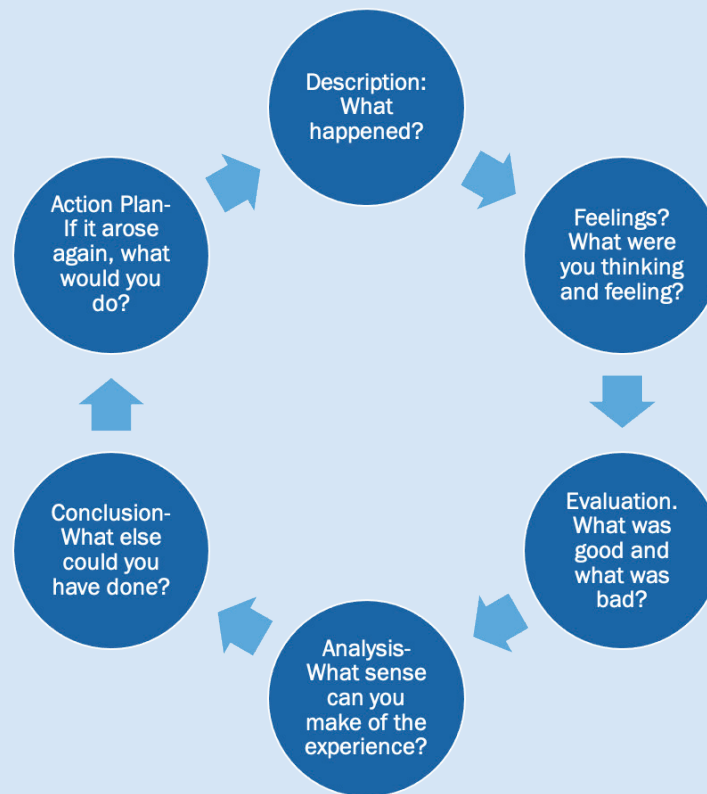 Description:
What
happened?
Feelings?
What were
you thinking
and feeling?
Evaluation.
What was
good and
what was
bad?
Analysis-
What sense
can you
make of the
experience?
Conclusion-
What else
could you
have done?
Action Plan-
If it arose
again, what
would you
do?